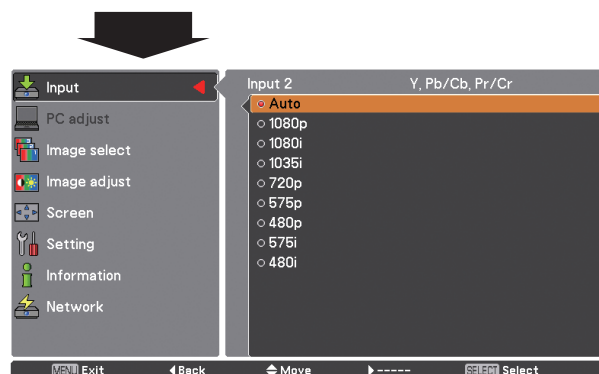 Input
PC adjust
Image select
Image adjust
Screen
Setting
Information
Network
Input 2 Y, Pb/Cb, Pr/Cr
Auto
1080p
1080i
1035i
720p
575p
480p
575i
480i
MENU Exit Back Move ----- SELECT Select